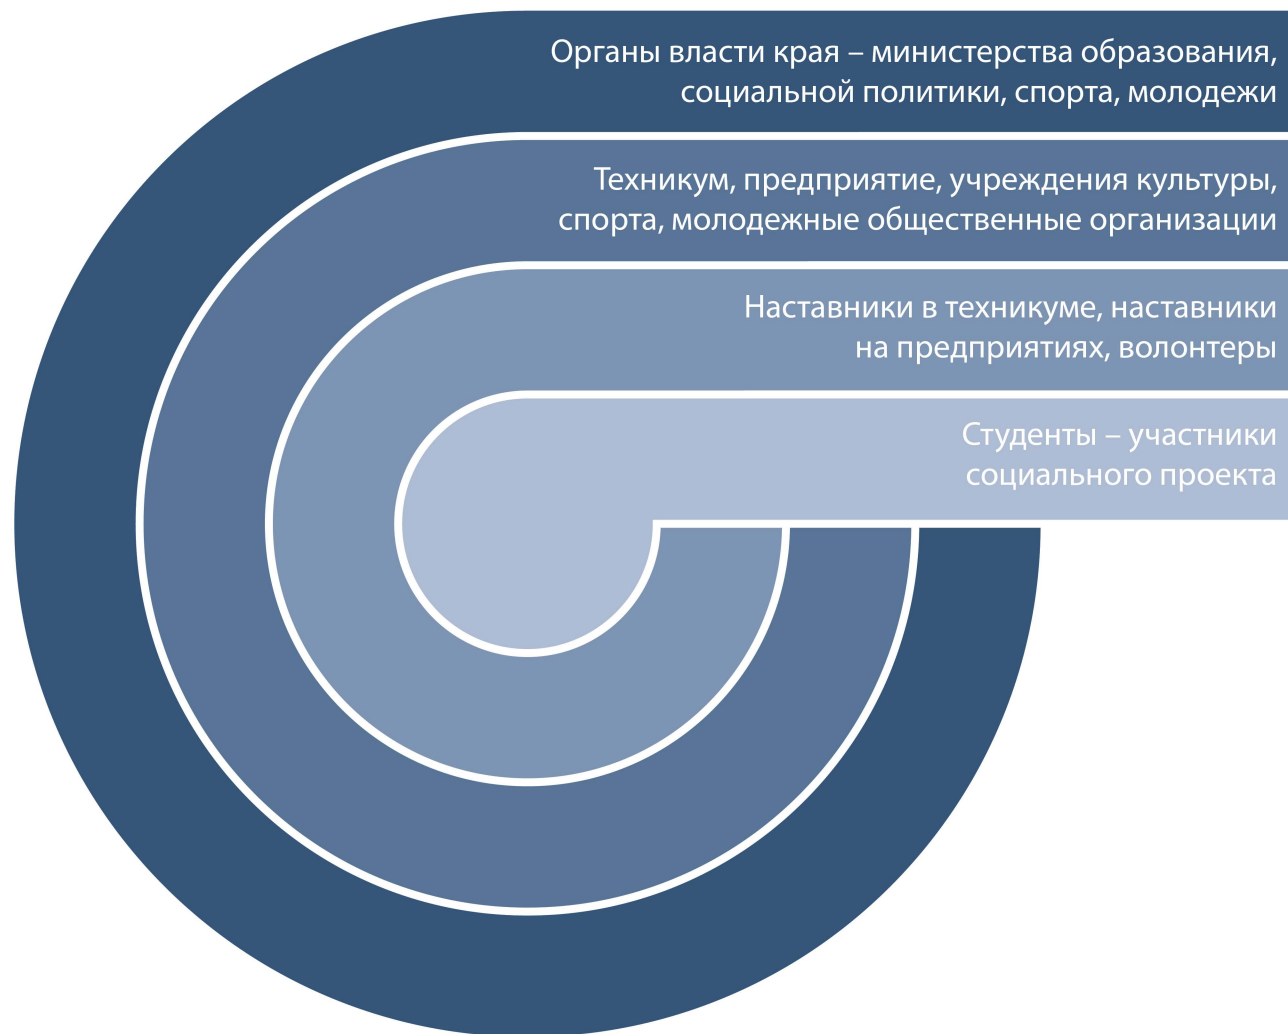 Органы власти края – министерства образования,
социальной политики, спорта, молодежи
Техникум, предприятие, учреждения культуры,
спорта, молодежные общественные организации
Наставники в техникуме, наставники
на предприятиях, волонтеры
Студенты – участники
социального проекта